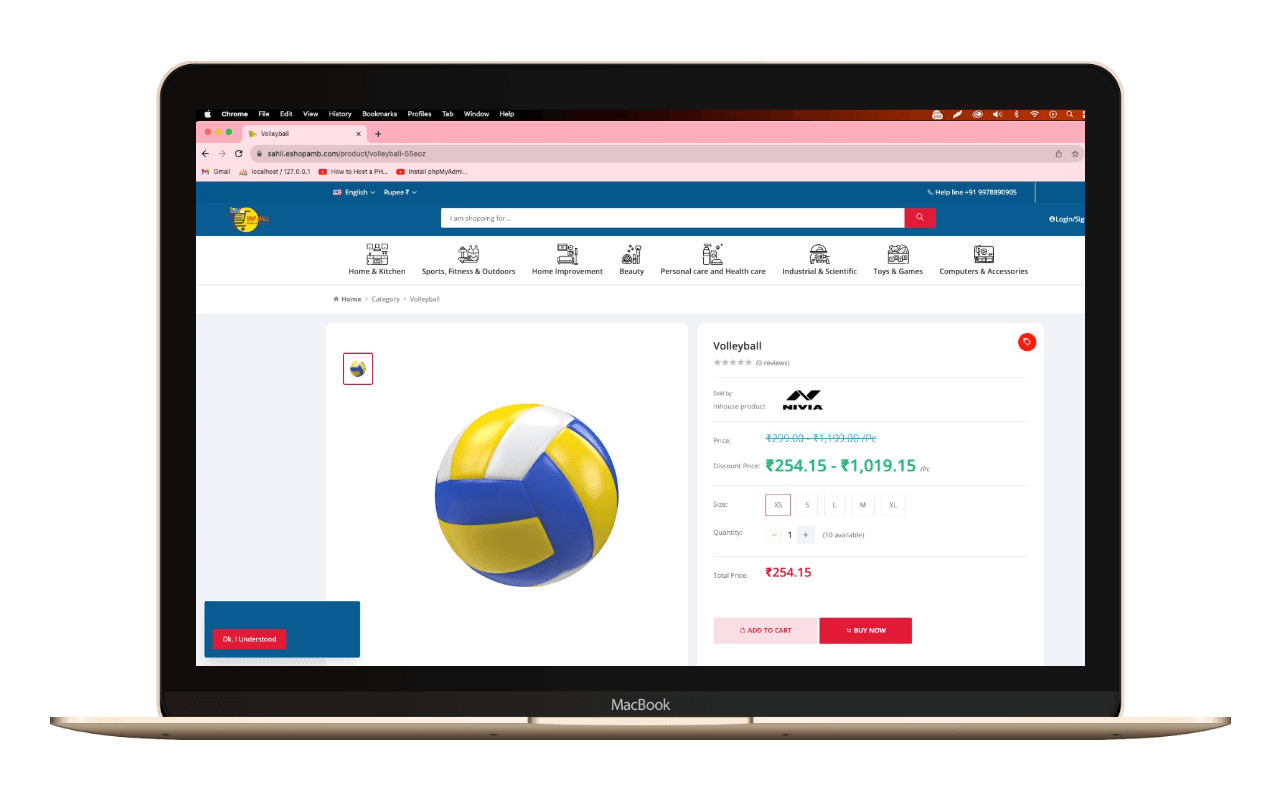 Chrome File Edit View History Bookmarks Profiles Tab Window Help
Volleyball × +
sahil.eshopamb.com/product/volleyball-55eoz
Gmail localhost / 127.0.0.1 How to Host a PH... Install phpMyAdmi...
English Rupee ₹ Help line +91 9978890905
I am shopping for... Login/Sig
Home & Kitchen Sports, Fitness & Outdoors Home Improvement Beauty Personal care and Health care Industrial & Scientific Toys & Games Computers & Accessories
Home > Category > Volleyball
Volleyball
(0 reviews)
Sold by:
Inhouse product NIVIA
Price: ₹299.00 - ₹1,199.00 /Pc
Discount Price: ₹254.15 - ₹1,019.15 /Pc
Size: XS S L M XL
Quantity: − 1 + (10 available)
Total Price: ₹254.15
Ok. I Understood
ADD TO CART BUY NOW
MacBook